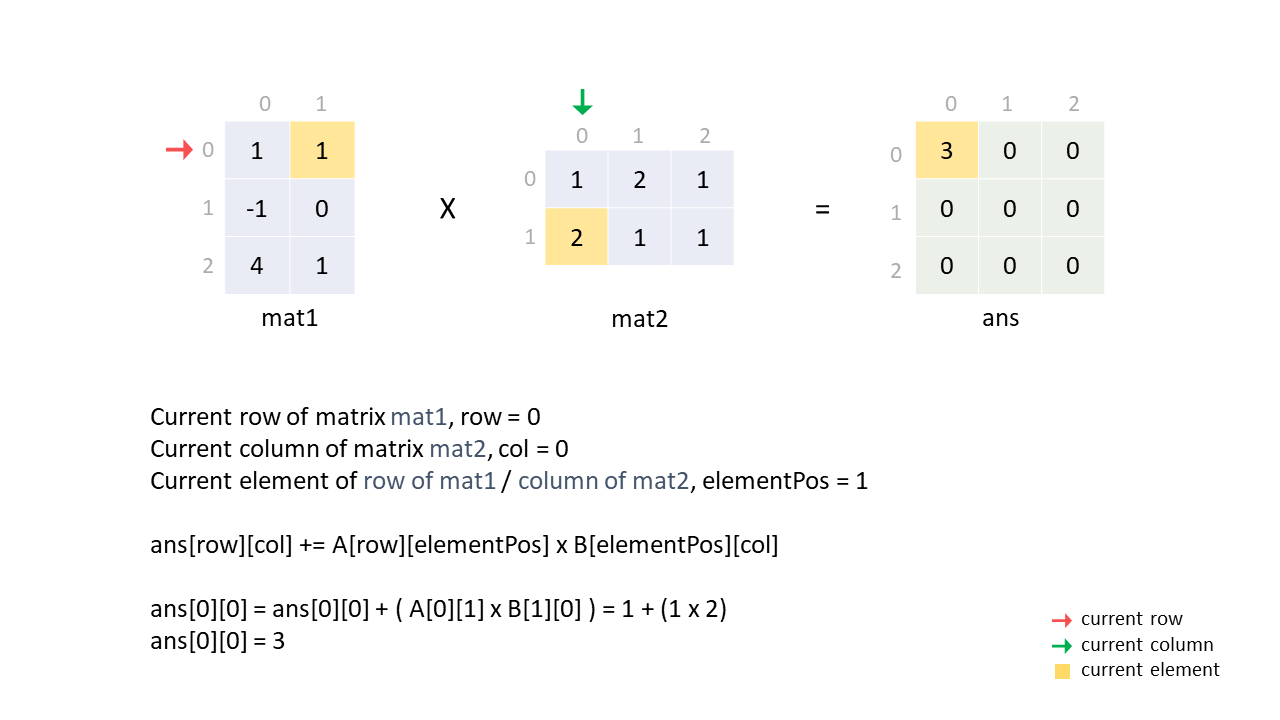 0 1
0 1 1
1 -1 0
2 4 1
mat1
X
0 1 2
0 1 2 1
1 2 1 1
mat2
=
0 1 2
0 3 0 0
1 0 0 0
2 0 0 0
ans
Current row of matrix mat1, row = 0
Current column of matrix mat2, col = 0
Current element of row of mat1 / column of mat2, elementPos = 1
ans[row][col] += A[row][elementPos] x B[elementPos][col]
ans[0][0] = ans[0][0] + ( A[0][1] x B[1][0] ) = 1 + (1 x 2)
ans[0][0] = 3
current row
current column
current element